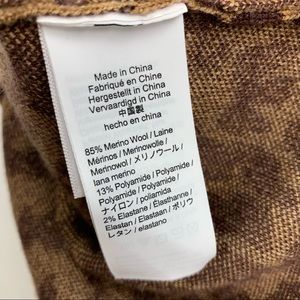 Made in China
Fabriqué en Chine
Hergestellt in China
Vervaardigd in China
中国製
hecho en china
85% Merino Wool / Laine
Mérinos / Merinowolle /
Merinowol / メリノウール /
lana merino
13% Polyamide / Polyamid
/ Polyamide / Polyamide /
ナイロン / poliamida
2% Elastane / Elasthan /
Elastan / Elastaan / ポリウ
レタン / elastano